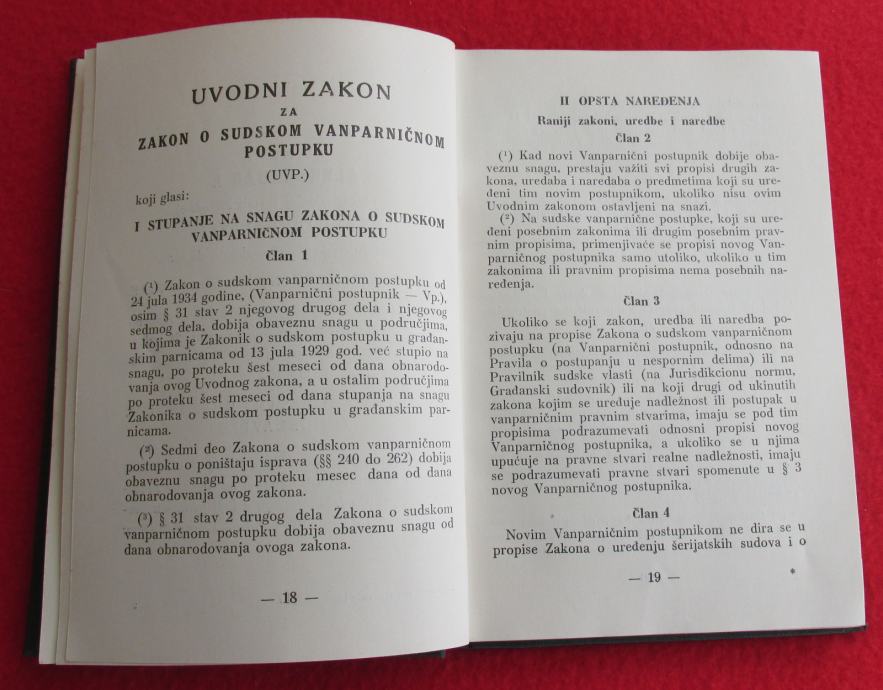 UVODNI ZAKON
ZA
ZAKON O SUDSKOM VANPARNIČNOM
POSTUPKU
(UVP.)
koji glasi:
I STUPANJE NA SNAGU ZAKONA O SUDSKOM
VANPARNIČNOM POSTUPKU
Član 1
(¹) Zakon o sudskom vanparničnom postupku od
24 jula 1934 godine, (Vanparnični postupnik — Vp.),
osim § 31 stav 2 njegovog drugog dela i njegovog
sedmog dela, dobija obaveznu snagu u područjima,
u kojima je Zakonik o sudskom postupku u građan-
skim parnicama od 13 jula 1929 god. već stupio na
snagu, po proteku šest meseci od dana obnarodo-
vanja ovog Uvodnog zakona, a u ostalim područjima
po proteku šest meseci od dana stupanja na snagu
Zakonika o sudskom postupku u građanskim par-
nicama.
(²) Sedmi deo Zakona o sudskom vanparničnom
postupku o poništaju isprava (§§ 240 do 262) dobija
obaveznu snagu po proteku mesec dana od dana
obnarodovanja ovog zakona.
(³) § 31 stav 2 drugog dela Zakona o sudskom
vanparničnom postupku dobija obaveznu snagu od
dana obnarodovanja ovoga zakona.
— 18 —
II OPŠTA NAREĐENJA
Raniji zakoni, uredbe i naredbe
Član 2
(¹) Kad novi Vanparnični postupnik dobije oba-
veznu snagu, prestaju važiti svi propisi drugih za-
kona, uredaba i naredaba o predmetima koji su ure-
đeni tim novim postupnikom, ukoliko nisu ovim
Uvodnim zakonom ostavljeni na snazi.
(²) Na sudske vanparnične postupke, koji su ure-
đeni posebnim zakonima ili drugim posebnim prav-
nim propisima, primenjivaće se propisi novog Van-
parničnog postupnika samo utoliko, ukoliko u tim
zakonima ili pravnim propisima nema posebnih na-
ređenja.
Član 3
Ukoliko se koji zakon, uredba ili naredba po-
zivaju na propise Zakona o sudskom vanparničnom
postupku (na Vanparnični postupnik, odnosno na
Pravila o postupanju u nespornim delima) ili na
Pravilnik sudske vlasti (na Jurisdikcionu normu,
Građanski sudovnik) ili na koji drugi od ukinutih
zakona kojim se uređuje nadležnost ili postupak u
vanparničnim pravnim stvarima, imaju se pod tim
propisima podrazumevati odnosni propisi novog
Vanparničnog postupnika, a ukoliko se u njima
upućuje na pravne stvari realne nadležnosti, imaju
se podrazumevati pravne stvari spomenute u § 3
novog Vanparničnog postupnika.
Član 4
Novim Vanparničnim postupnikom ne dira se u
propise Zakona o uređenju šerijatskih sudova i o
— 19 — *